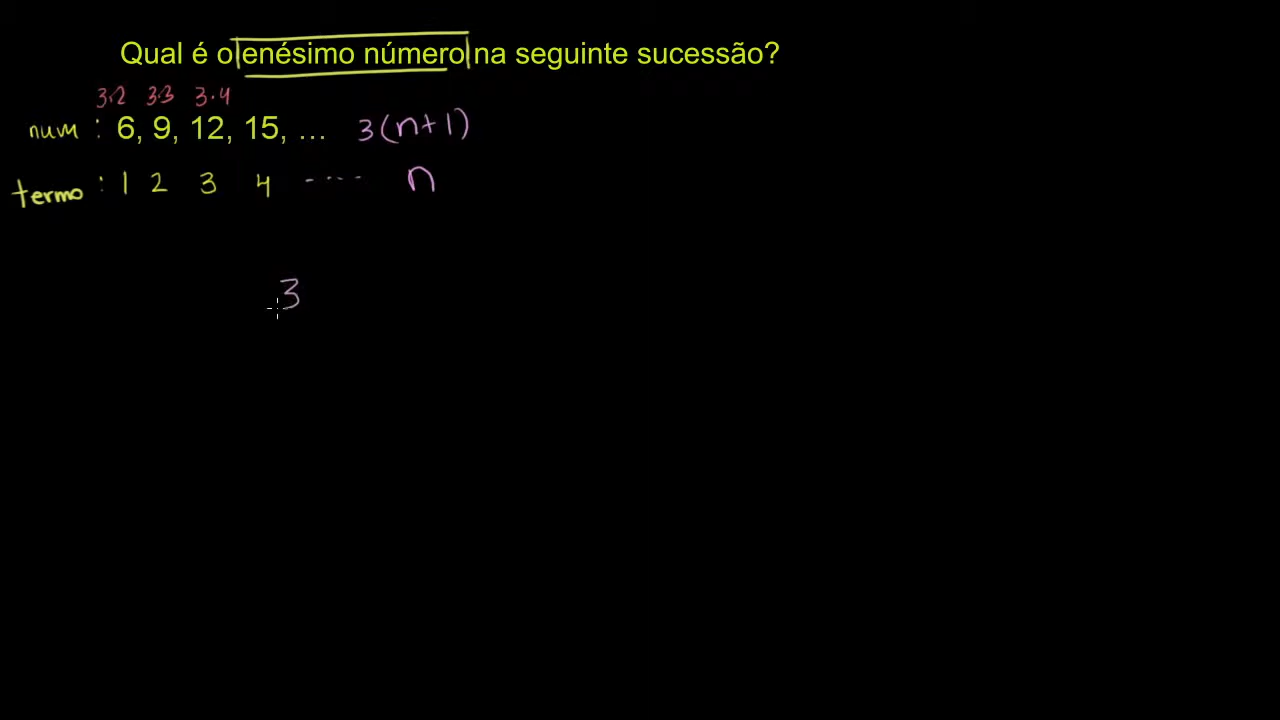 Qual é o enésimo número na seguinte sucessão?
3·2 3·3 3·4
num : 6, 9, 12, 15, ... 3(n+1)
termo : 1 2 3 4 ---- n
3